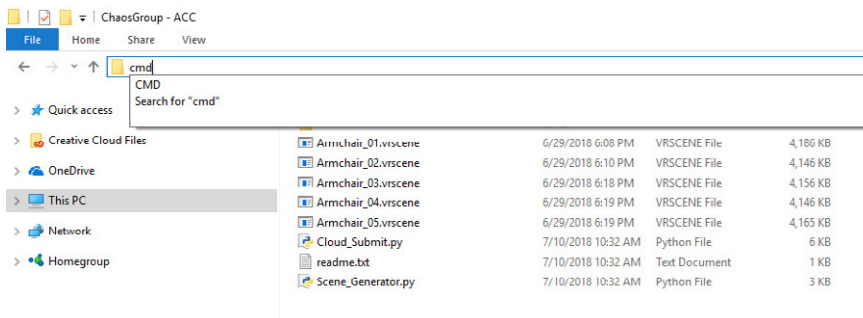 ChaosGroup - ACC
File Home Share View
cmd
CMD
Search for "cmd"
Quick access
Creative Cloud Files
OneDrive
This PC
Network
Homegroup
Armchair_01.vrscene 6/29/2018 6:08 PM VRSCENE File 4,186 KB
Armchair_02.vrscene 6/29/2018 6:10 PM VRSCENE File 4,146 KB
Armchair_03.vrscene 6/29/2018 6:18 PM VRSCENE File 4,156 KB
Armchair_04.vrscene 6/29/2018 6:19 PM VRSCENE File 4,146 KB
Armchair_05.vrscene 6/29/2018 6:19 PM VRSCENE File 4,165 KB
Cloud_Submit.py 7/10/2018 10:32 AM Python File 6 KB
readme.txt 7/10/2018 10:32 AM Text Document 1 KB
Scene_Generator.py 7/10/2018 10:32 AM Python File 3 KB